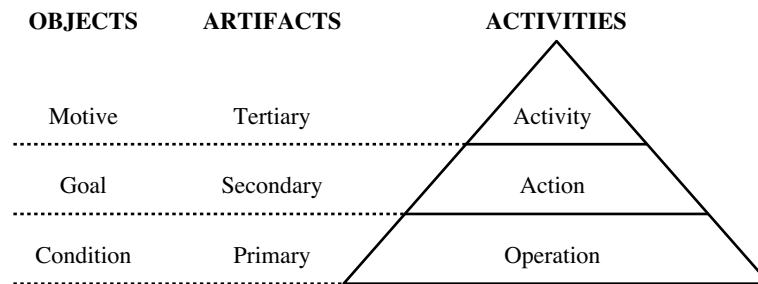 OBJECTS ARTIFACTS ACTIVITIES
Motive Tertiary Activity
Goal Secondary Action
Condition Primary Operation